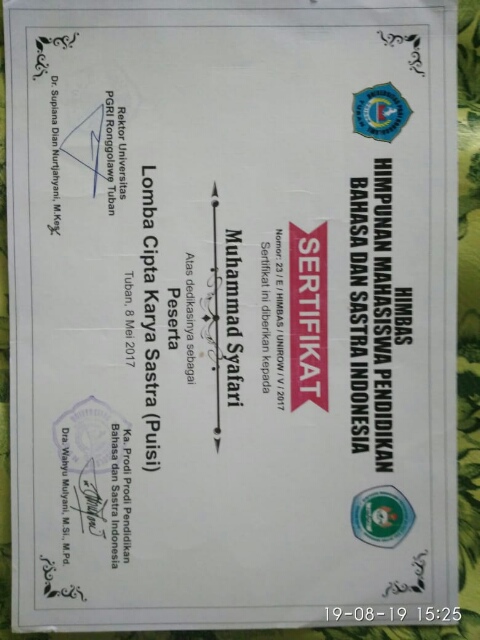 HIMBAS
HIMPUNAN MAHASISWA PENDIDIKAN
BAHASA DAN SASTRA INDONESIA
SERTIFIKAT
Nomor: 23 / E / HIMBAS / UNIROW / V / 2017
Sertifikat ini diberikan kepada
Muhammad Syafari
Atas dedikasinya sebagai
Peserta
Lomba Cipta Karya Sastra (Puisi)
Tuban, 8 Mei 2017
Rektor Universitas
PGRI Ronggolawe Tuban
Dr. Supiana Dian Nurtjahyani, M.Kes
Ka. Prodi Prodi Pendidikan
Bahasa dan Sastra Indonesia
Dra. Wahyu Mulyani, M.Si., M.Pd.
19-08-19 15:25